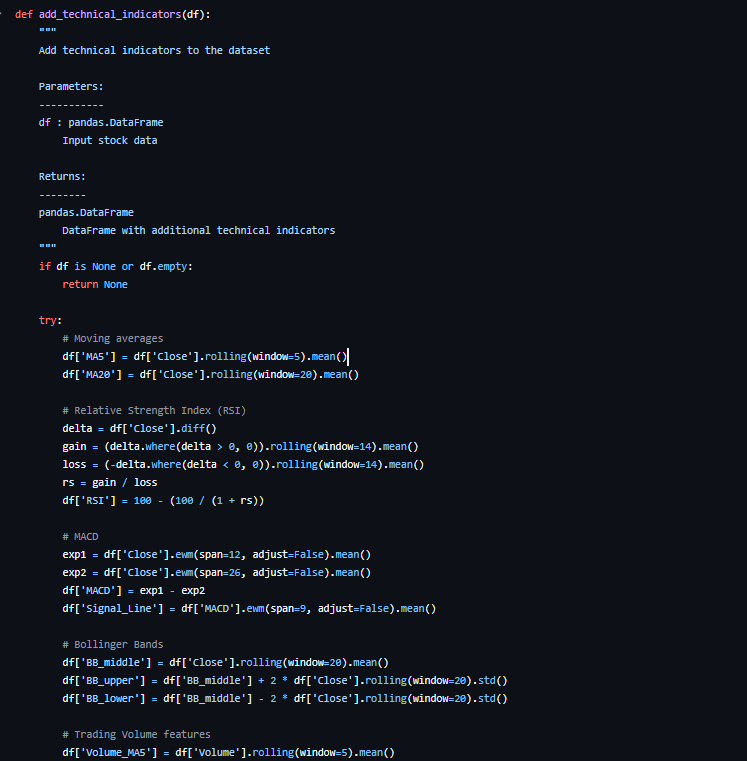 def add_technical_indicators(df):
    """
    Add technical indicators to the dataset

    Parameters:
    -----------
    df : pandas.DataFrame
        Input stock data

    Returns:
    --------
    pandas.DataFrame
        DataFrame with additional technical indicators
    """
    if df is None or df.empty:
        return None

    try:
        # Moving averages
        df['MA5'] = df['Close'].rolling(window=5).mean()
        df['MA20'] = df['Close'].rolling(window=20).mean()

        # Relative Strength Index (RSI)
        delta = df['Close'].diff()
        gain = (delta.where(delta > 0, 0)).rolling(window=14).mean()
        loss = (-delta.where(delta < 0, 0)).rolling(window=14).mean()
        rs = gain / loss
        df['RSI'] = 100 - (100 / (1 + rs))

        # MACD
        exp1 = df['Close'].ewm(span=12, adjust=False).mean()
        exp2 = df['Close'].ewm(span=26, adjust=False).mean()
        df['MACD'] = exp1 - exp2
        df['Signal_Line'] = df['MACD'].ewm(span=9, adjust=False).mean()

        # Bollinger Bands
        df['BB_middle'] = df['Close'].rolling(window=20).mean()
        df['BB_upper'] = df['BB_middle'] + 2 * df['Close'].rolling(window=20).std()
        df['BB_lower'] = df['BB_middle'] - 2 * df['Close'].rolling(window=20).std()

        # Trading Volume features
        df['Volume_MA5'] = df['Volume'].rolling(window=5).mean()